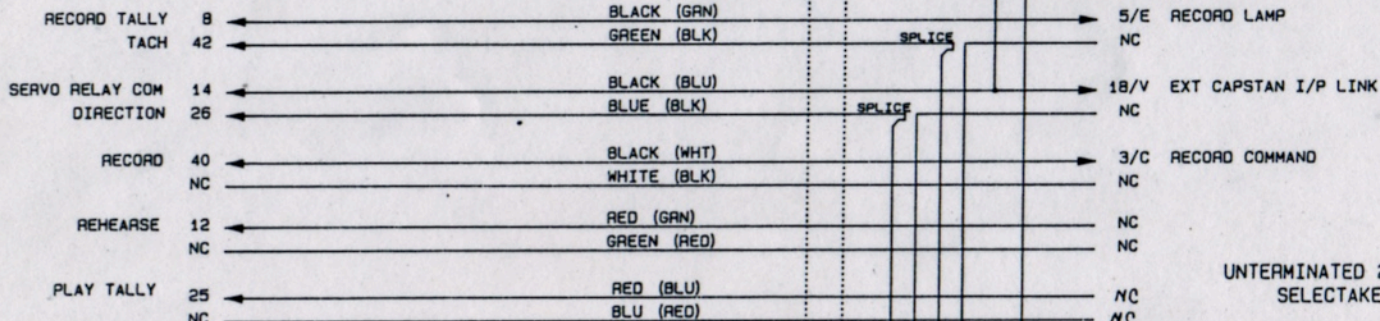 RECORD TALLY 8 BLACK (GRN) 5/E RECORD LAMP
TACH 42 GREEN (BLK) SPLICE NC
SERVO RELAY COM 14 BLACK (BLU) 18/V EXT CAPSTAN I/P LINK
DIRECTION 26 BLUE (BLK) SPLICE NC
RECORD 40 BLACK (WHT) 3/C RECORD COMMAND
NC WHITE (BLK) NC
REHEARSE 12 RED (GRN) NC
NC GREEN (RED) NC
UNTERMINATED
PLAY TALLY 25 RED (BLU) NC SELECTAKE
NC BLU (RED) NC